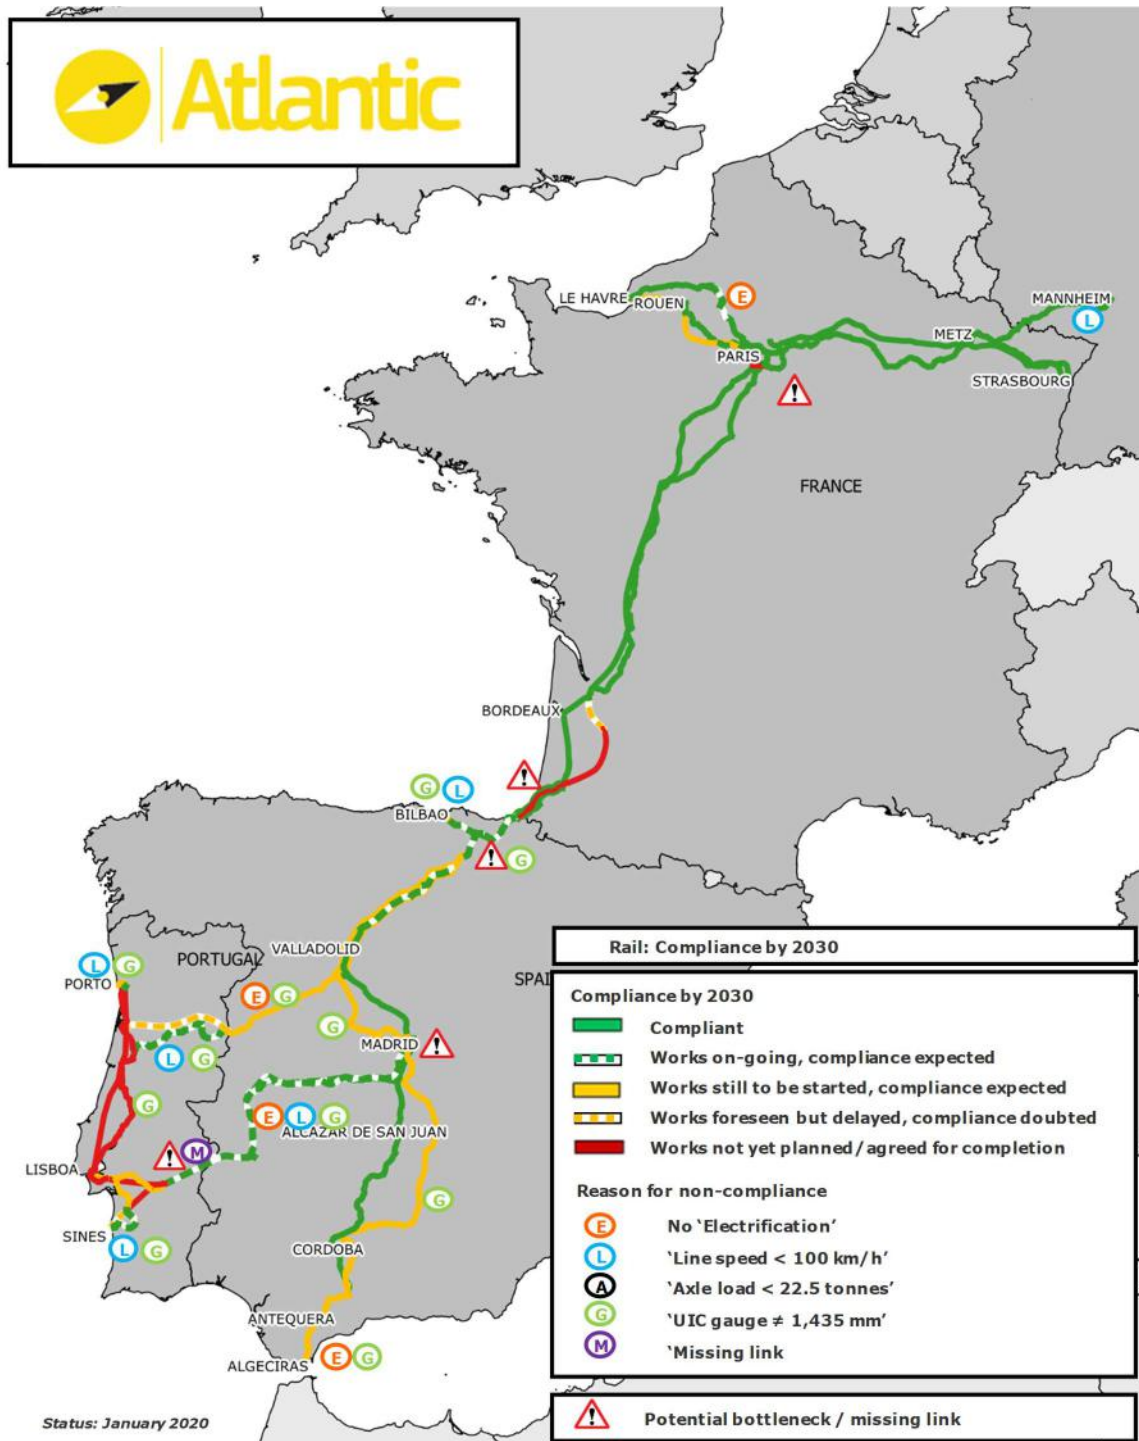 Atlantic
LE HAVRE
ROUEN
E
MANNHEIM
L
METZ
PARIS
STRASBOURG
FRANCE
BORDEAUX
G L
BILBAO
G
VALLADOLID
PORTUGAL
SPAI
L G
PORTO
E G
G
MADRID
L G
G
E L G
ALCAZAR DE SAN JUAN
M
LISBOA
G
SINES
L G
CORDOBA
ANTEQUERA
ALGECIRAS
E G
Status: January 2020
Rail: Compliance by 2030
Compliance by 2030
Compliant
Works on-going, compliance expected
Works still to be started, compliance expected
Works foreseen but delayed, compliance doubted
Works not yet planned/agreed for completion
Reason for non-compliance
E No ‘Electrification’
L ‘Line speed < 100 km/h’
A ‘Axle load < 22.5 tonnes’
G ‘UIC gauge ≠ 1,435 mm’
M ‘Missing link
! Potential bottleneck / missing link